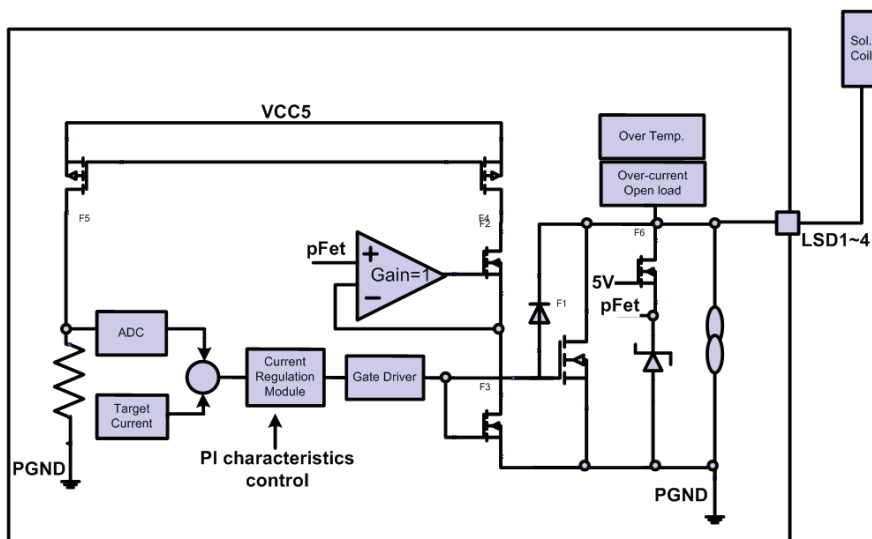 Sol.
Coil
VCC5
Over Temp.
Over-current
Open load
F5
F4
F2
F6
LSD1~4
pFet
+
Gain=1
−
5V
pFet
F1
ADC
Current
Regulation
Module
Gate Driver
F3
Target
Current
PI characteristics
control
PGND
PGND